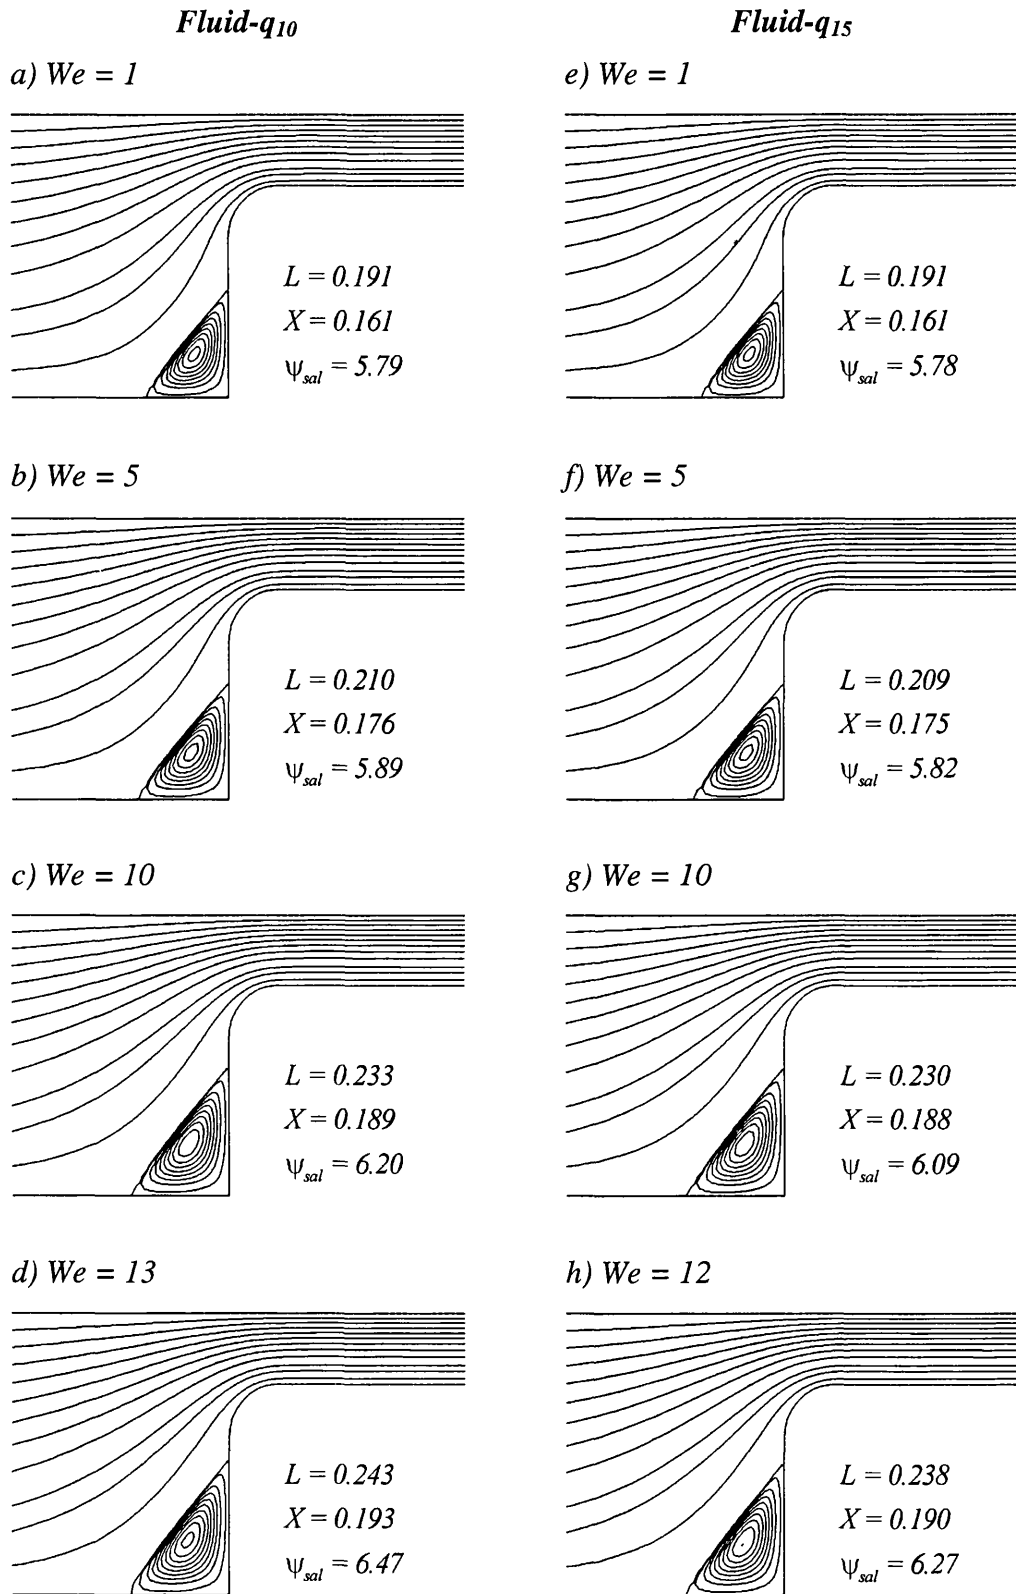 Fluid-q10
a) We = 1
L = 0.191
X = 0.161
ψsal = 5.79
b) We = 5
L = 0.210
X = 0.176
ψsal = 5.89
c) We = 10
L = 0.233
X = 0.189
ψsal = 6.20
d) We = 13
L = 0.243
X = 0.193
ψsal = 6.47
Fluid-q15
e) We = 1
L = 0.191
X = 0.161
ψsal = 5.78
f) We = 5
L = 0.209
X = 0.175
ψsal = 5.82
g) We = 10
L = 0.230
X = 0.188
ψsal = 6.09
h) We = 12
L = 0.238
X = 0.190
ψsal = 6.27